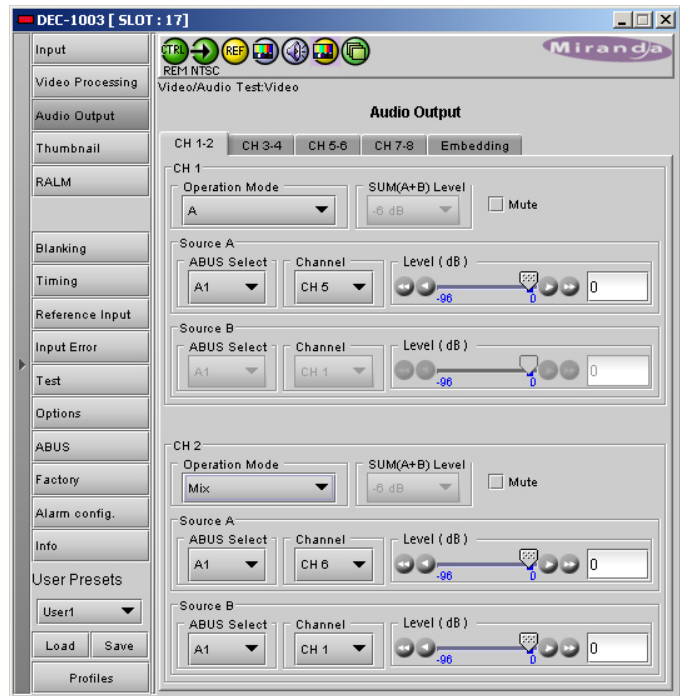 DEC-1003 [ SLOT : 17]
Input
Video Processing
Audio Output
Thumbnail
RALM
Blanking
Timing
Reference Input
Input Error
Test
Options
ABUS
Factory
Alarm config.
Info
User Presets
User1
Load Save
Profiles
CTRL REF
REM NTSC
Miranda
Video/Audio Test:Video
Audio Output
CH 1-2 CH 3-4 CH 5-6 CH 7-8 Embedding
CH 1
Operation Mode SUM(A+B) Level
A -6 dB Mute
Source A
ABUS Select Channel Level ( dB )
A1 CH 5 0
-96 0
Source B
ABUS Select Channel Level ( dB )
A1 CH 1 0
-96 0
CH 2
Operation Mode SUM(A+B) Level
Mix -6 dB Mute
Source A
ABUS Select Channel Level ( dB )
A1 CH 6 0
-96 0
Source B
ABUS Select Channel Level ( dB )
A1 CH 1 0
-96 0